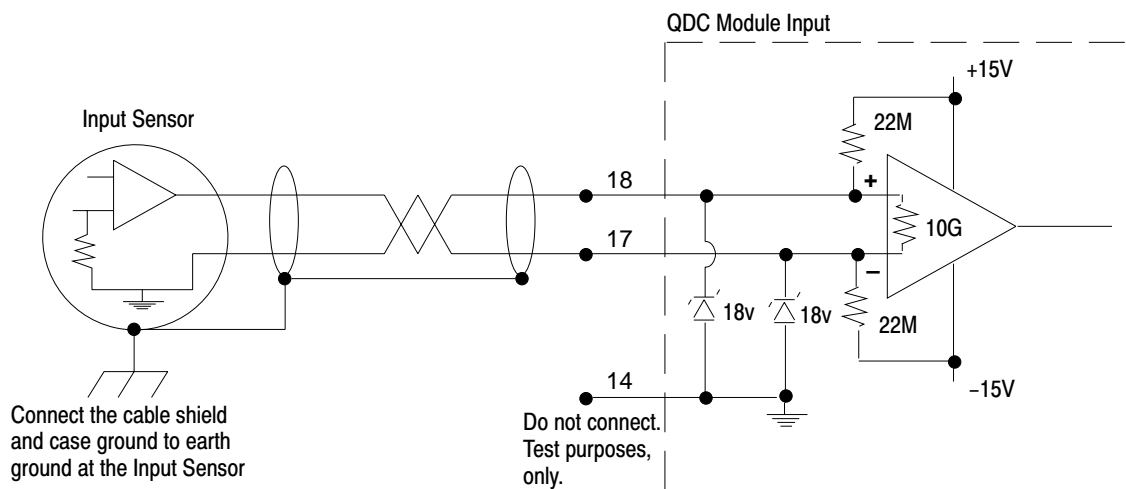 QDC Module Input
+15V
Input Sensor
22M
18
+
10G
17
–
18v
18v
22M
14
–15V
Connect the cable shield
and case ground to earth
ground at the Input Sensor
Do not connect.
Test purposes,
only.